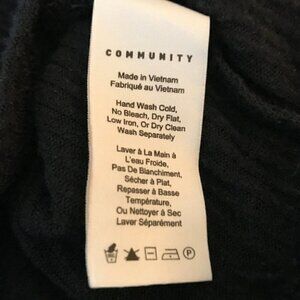 COMMUNITY
Made in Vietnam
Fabriqué au Vietnam
Hand Wash Cold,
No Bleach, Dry Flat,
Low Iron, Or Dry Clean
Wash Separately
Laver à La Main à
L'eau Froide,
Pas De Blanchiment,
Sécher à Plat,
Repasser à Basse
Température,
Ou Nettoyer à Sec
Laver Séparément
P